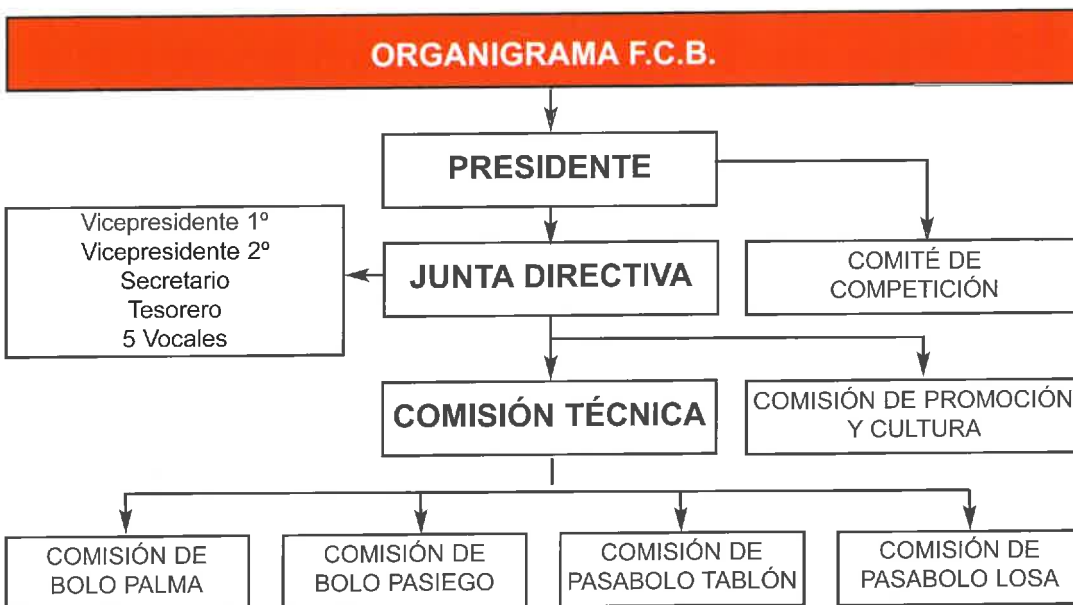 ORGANIGRAMA F.C.B.
PRESIDENTE
Vicepresidente 1º
Vicepresidente 2º
Secretario
Tesorero
5 Vocales
JUNTA DIRECTIVA
COMITÉ DE
COMPETICIÓN
COMISIÓN TÉCNICA
COMISIÓN DE PROMOCIÓN
Y CULTURA
COMISIÓN DE
BOLO PALMA
COMISIÓN DE
BOLO PASIEGO
COMISIÓN DE
PASABOLO TABLÓN
COMISIÓN DE
PASABOLO LOSA